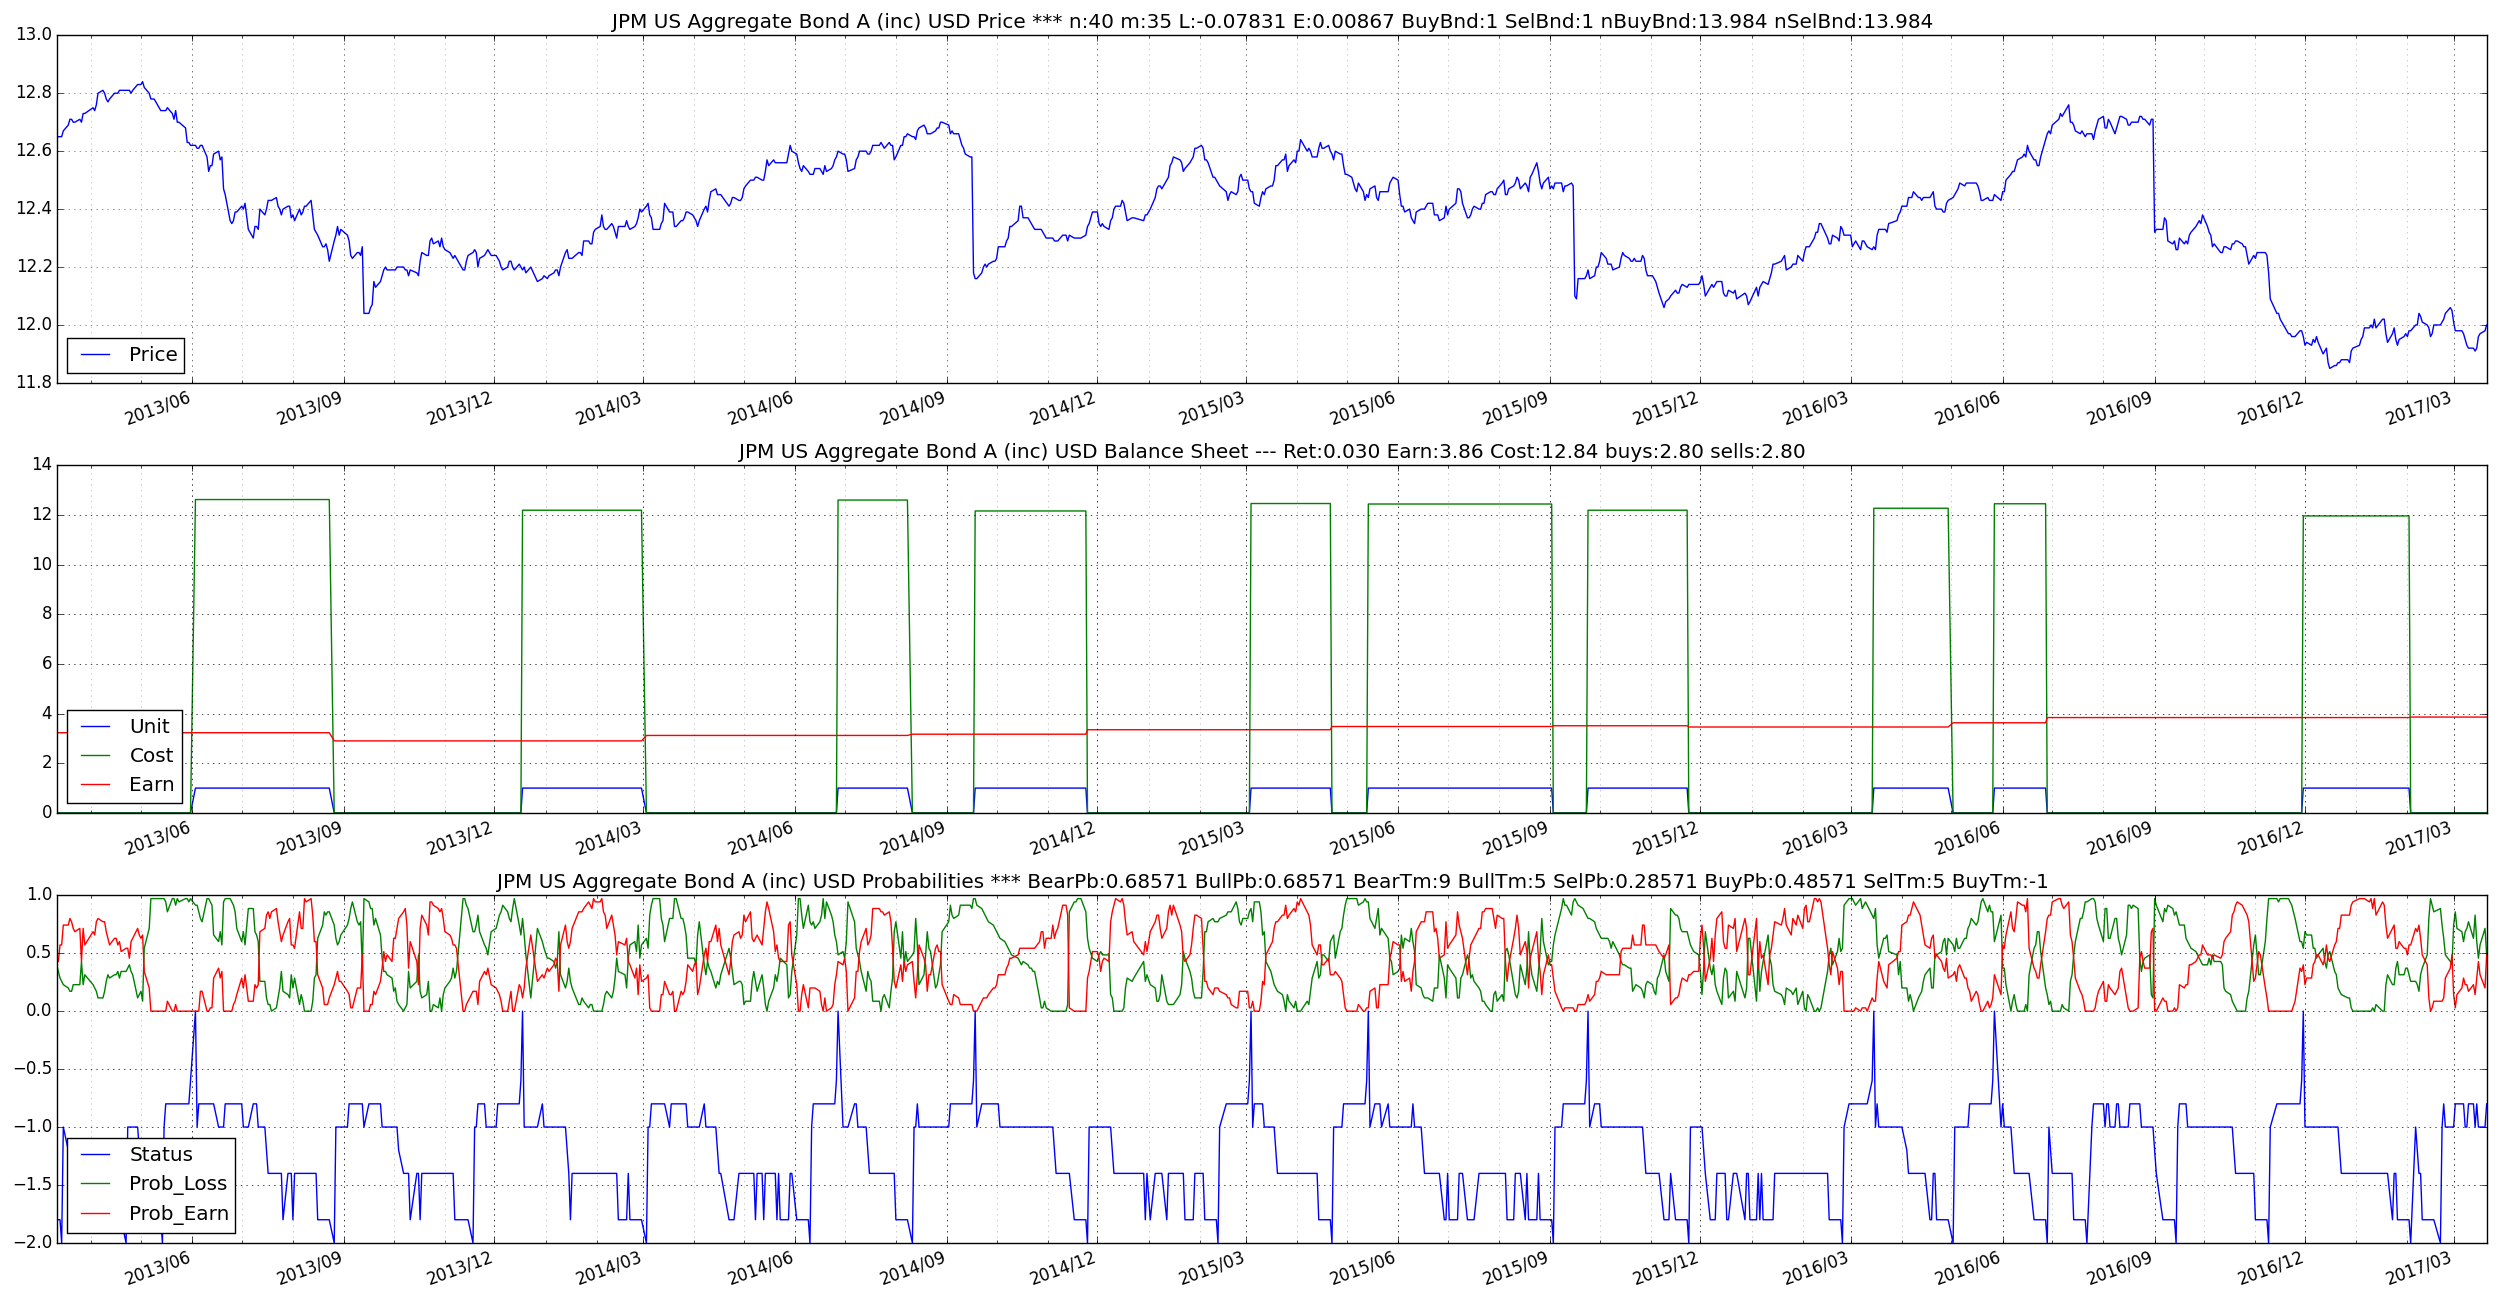 JPM US Aggregate Bond A (inc) USD Price *** n:40 m:35 L:-0.07831 E:0.00867 BuyBnd:1 SelBnd:1 nBuyBnd:13.984 nSelBnd:13.984
13.0
12.8
12.6
12.4
12.2
12.0
11.8
Price
2013/06 2013/09 2013/12 2014/03 2014/06 2014/09 2014/12 2015/03 2015/06 2015/09 2015/12 2016/03 2016/06 2016/09 2016/12 2017/03
JPM US Aggregate Bond A (inc) USD Balance Sheet --- Ret:0.030 Earn:3.86 Cost:12.84 buys:2.80 sells:2.80
14
12
10
8
6
4
2
0
Unit
Cost
Earn
2013/06 2013/09 2013/12 2014/03 2014/06 2014/09 2014/12 2015/03 2015/06 2015/09 2015/12 2016/03 2016/06 2016/09 2016/12 2017/03
JPM US Aggregate Bond A (inc) USD Probabilities *** BearPb:0.68571 BullPb:0.68571 BearTm:9 BullTm:5 SelPb:0.28571 BuyPb:0.48571 SelTm:5 BuyTm:-1
1.0
0.5
0.0
−0.5
−1.0
−1.5
−2.0
Status
Prob_Loss
Prob_Earn
2013/06 2013/09 2013/12 2014/03 2014/06 2014/09 2014/12 2015/03 2015/06 2015/09 2015/12 2016/03 2016/06 2016/09 2016/12 2017/03